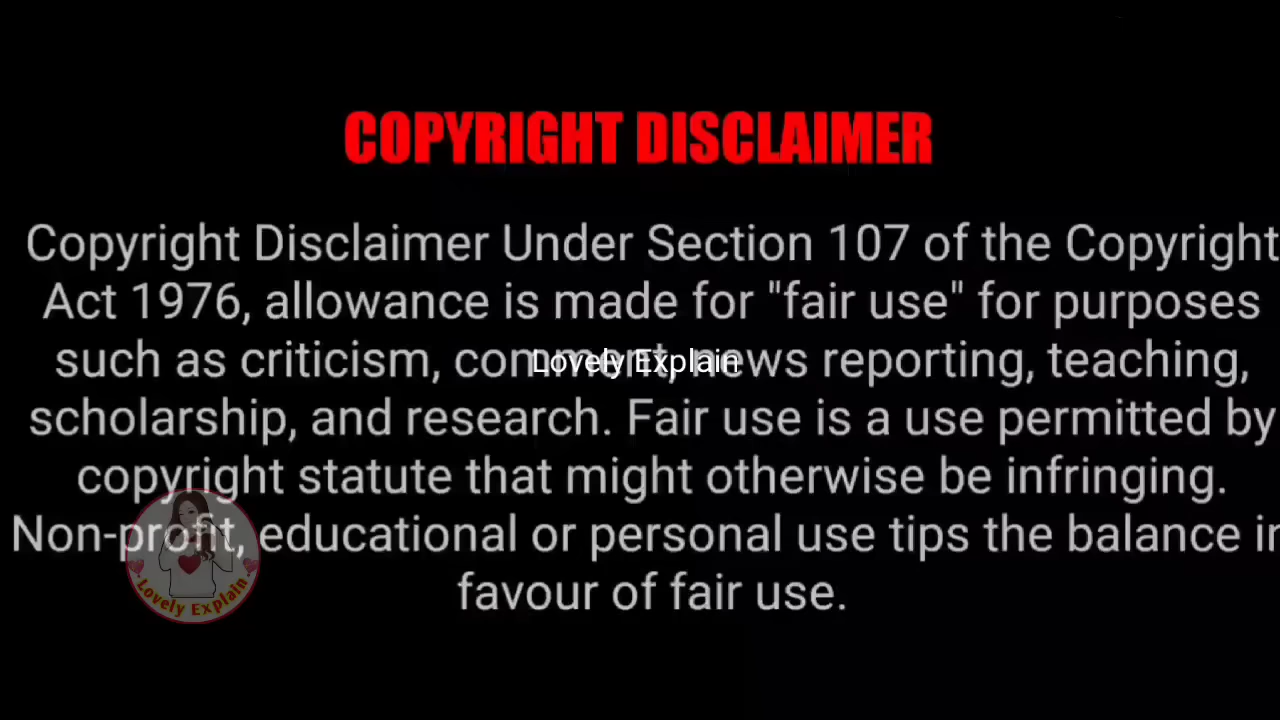 COPYRIGHT DISCLAIMER
Copyright Disclaimer Under Section 107 of the Copyright
Act 1976, allowance is made for "fair use" for purposes
such as criticism, comment, news reporting, teaching,
Lovely Explain
scholarship, and research. Fair use is a use permitted by
copyright statute that might otherwise be infringing.
Non-profit, educational or personal use tips the balance in
favour of fair use.
Lovely Explain